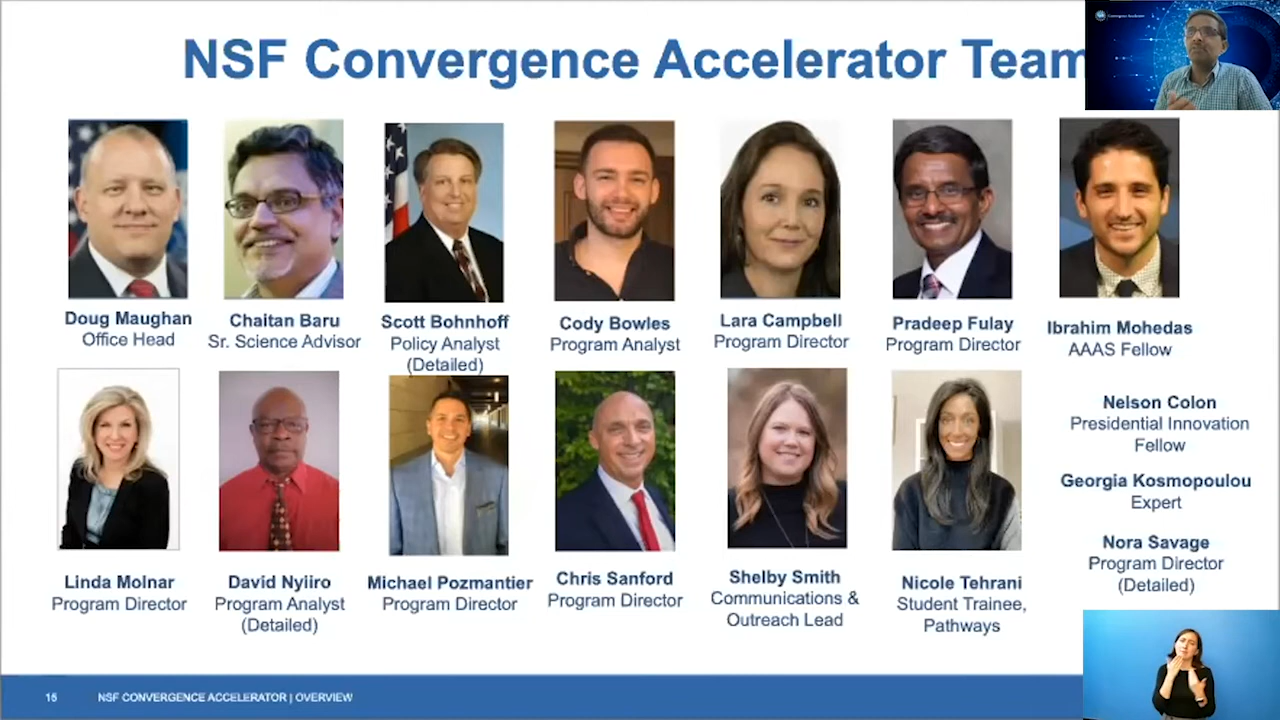 NSF Convergence Accelerator Team
Convergence Accelerator
Doug Maughan
Office Head
Chaitan Baru
Sr. Science Advisor
Scott Bohnhoff
Policy Analyst
(Detailed)
Cody Bowles
Program Analyst
Lara Campbell
Program Director
Pradeep Fulay
Program Director
Ibrahim Mohedas
AAAS Fellow
Nelson Colon
Presidential Innovation
Fellow
Georgia Kosmopoulou
Expert
Nora Savage
Program Director
(Detailed)
Linda Molnar
Program Director
David Nyiiro
Program Analyst
(Detailed)
Michael Pozmantier
Program Director
Chris Sanford
Program Director
Shelby Smith
Communications &
Outreach Lead
Nicole Tehrani
Student Trainee,
Pathways
15 NSF CONVERGENCE ACCELERATOR | OVERVIEW